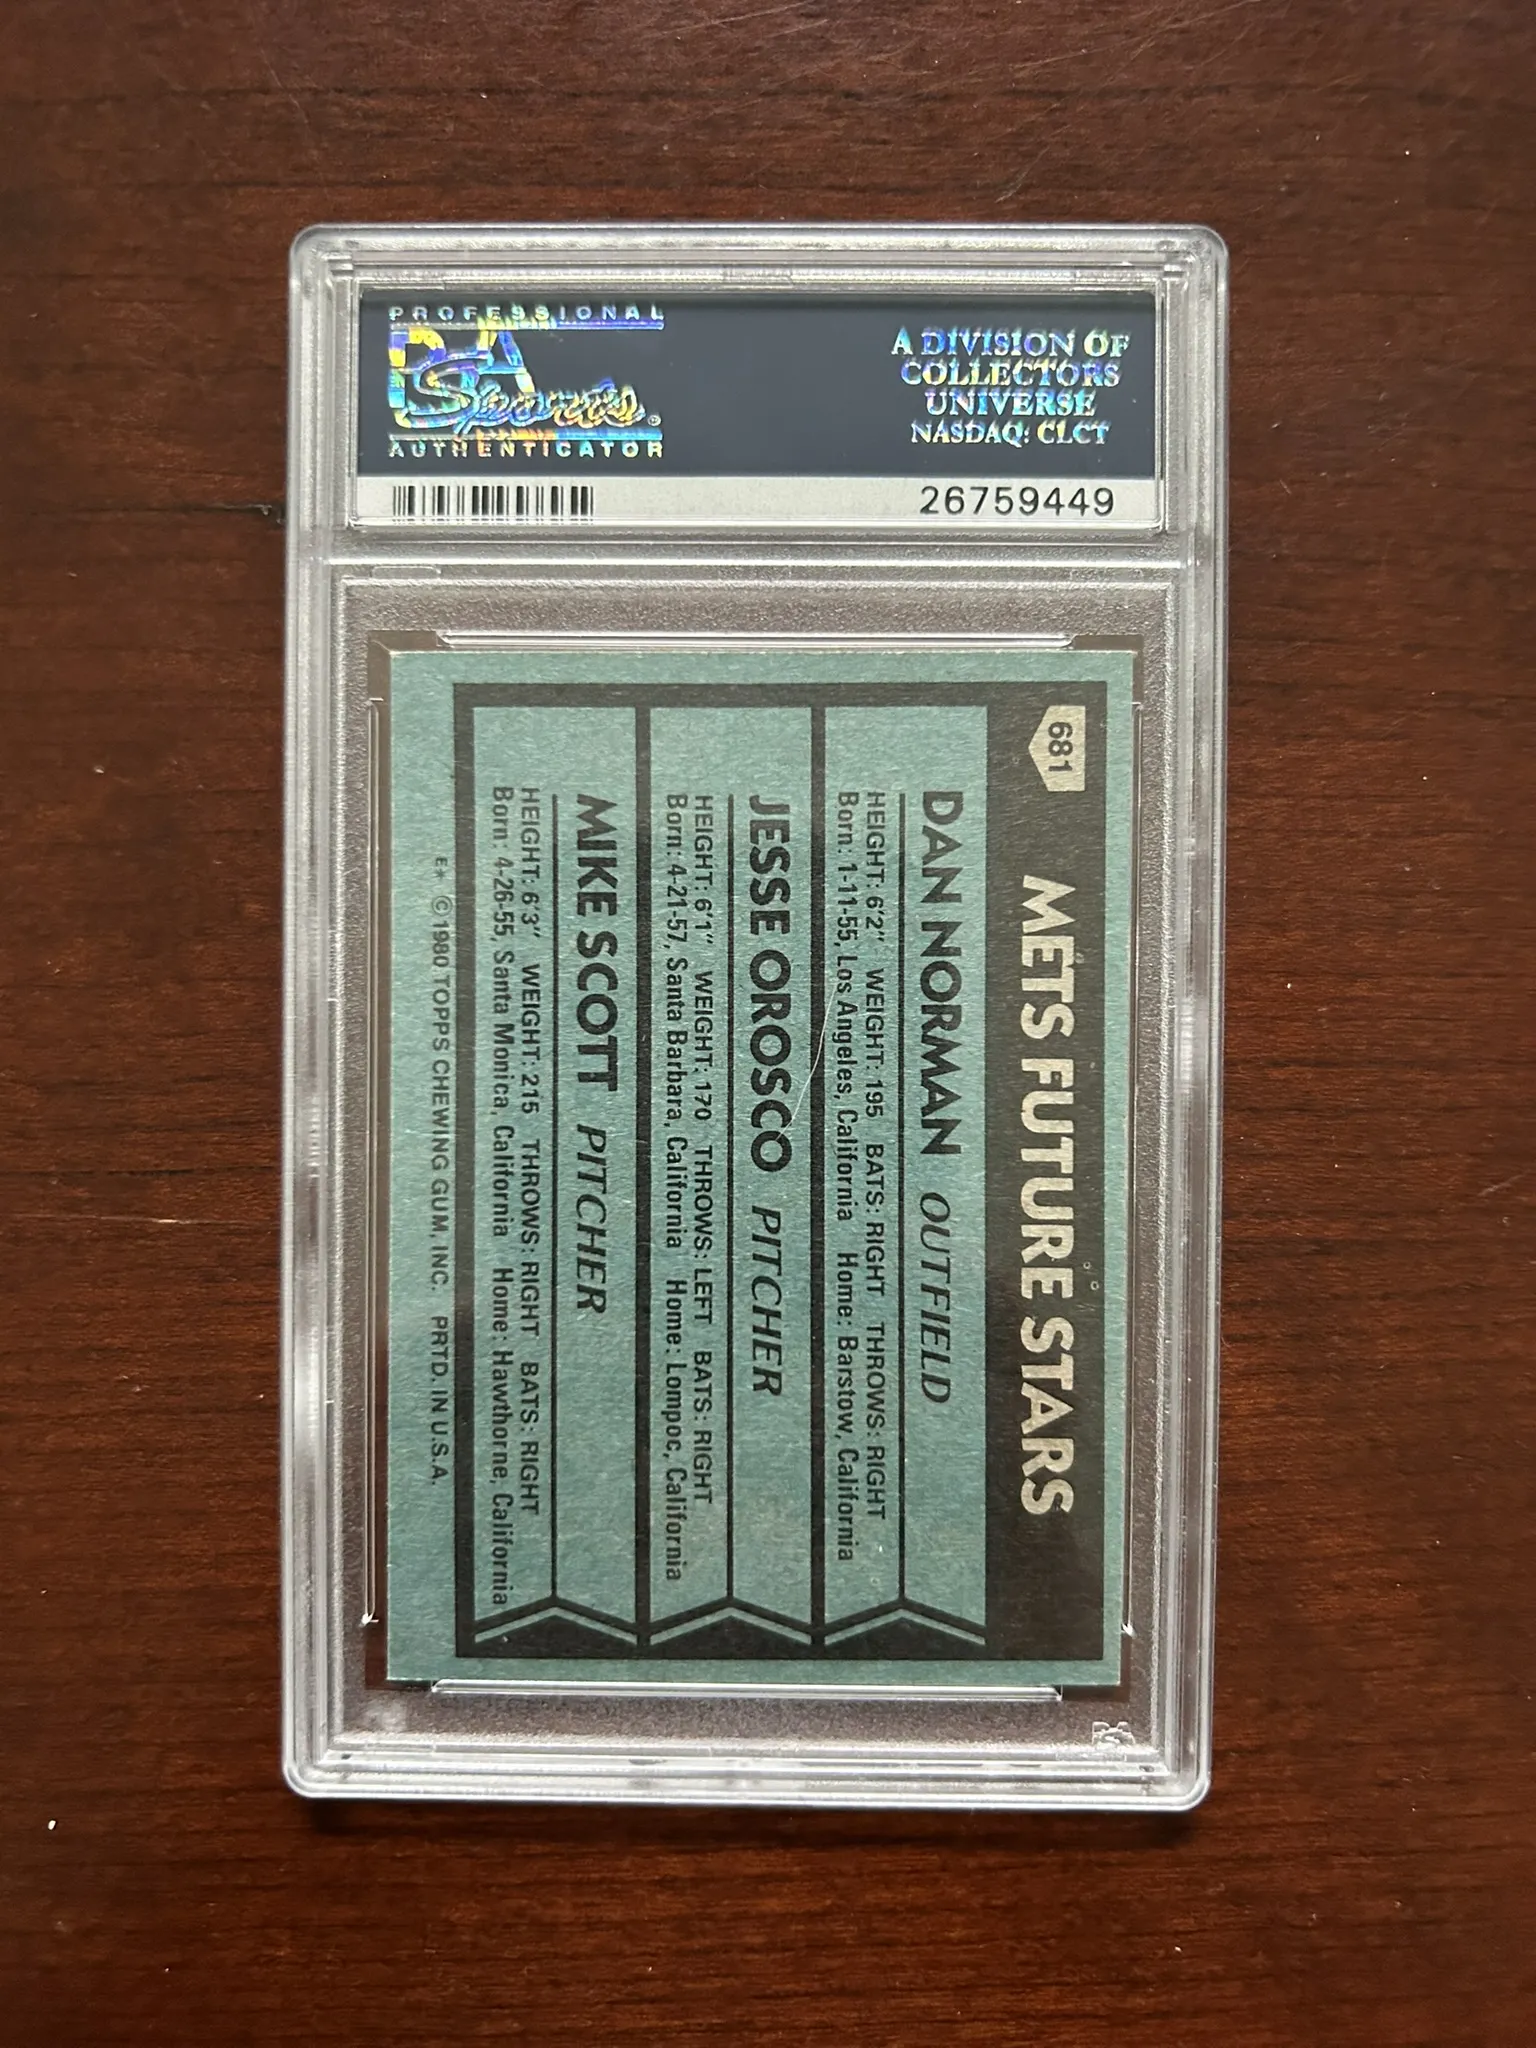 PROFESSIONAL
PSA
Sports
AUTHENTICATOR
A DIVISION OF
COLLECTORS
UNIVERSE
NASDAQ: CLCT
26759449
681
METS FUTURE STARS
DAN NORMAN OUTFIELD
HEIGHT: 6'2" WEIGHT: 195 BATS: RIGHT THROWS: RIGHT
Born: 1-11-55, Los Angeles, California Home: Barstow, California
JESSE OROSCO PITCHER
HEIGHT: 6'1" WEIGHT: 170 THROWS: LEFT BATS: RIGHT
Born: 4-21-57, Santa Barbara, California Home: Lompoc, California
MIKE SCOTT PITCHER
HEIGHT: 6'3" WEIGHT: 215 THROWS: RIGHT BATS: RIGHT
Born: 4-26-55, Santa Monica, California Home: Hawthorne, California
E* ©1980 TOPPS CHEWING GUM, INC. PRTD. IN U.S.A.
PSA